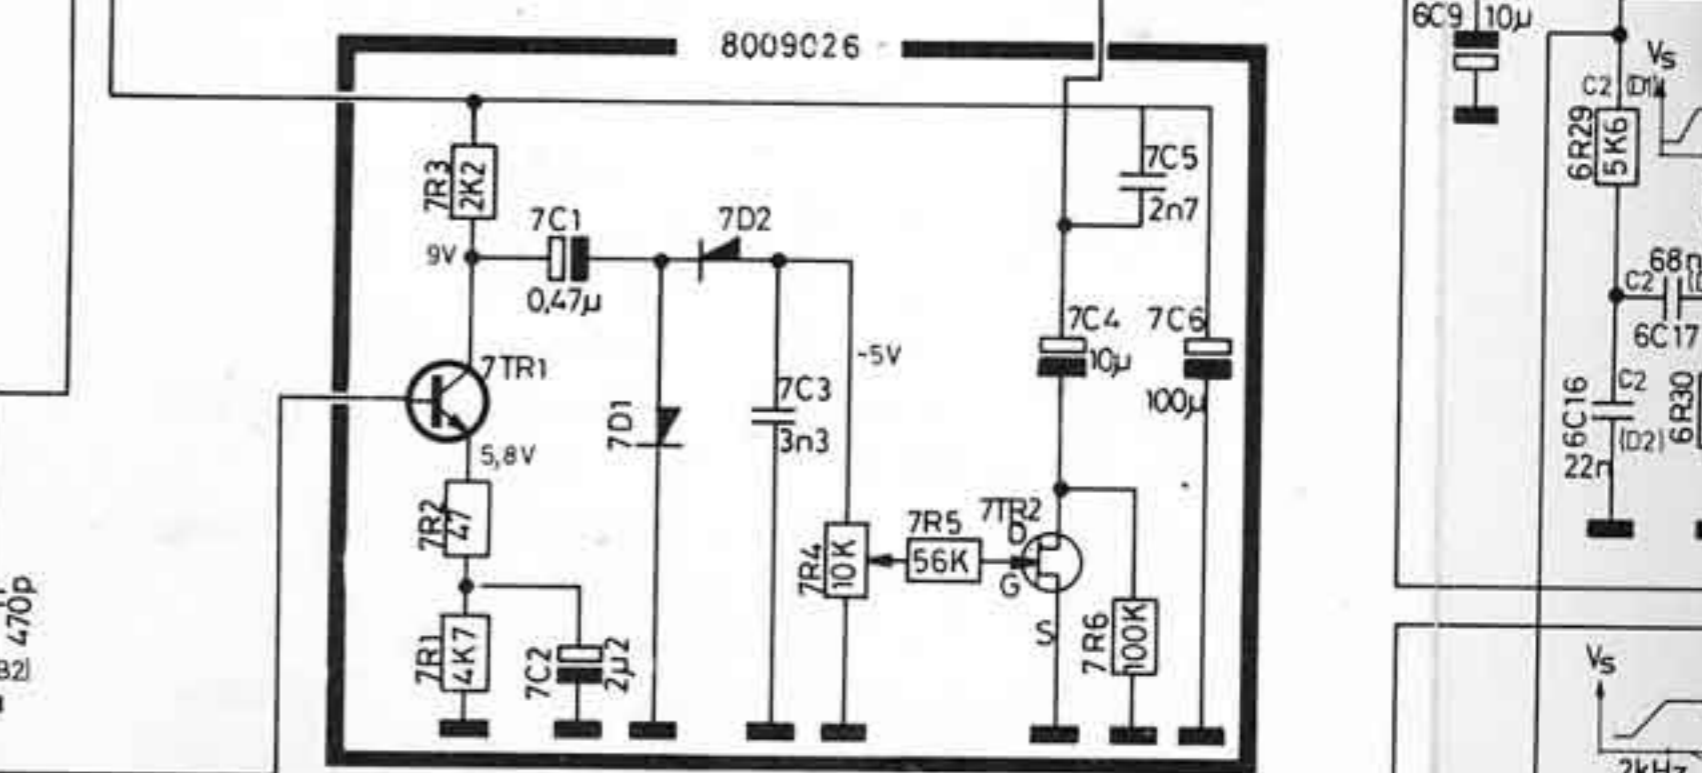 8009026
7R3
2K2
9V
7C1
0,47µ
7D2
7TR1
5,8V
7R2
47
7R1
4K7
7C2
2µ2
7D1
7C3
3n3
-5V
7R4
10K
7R5
56K
7TR2
D
G
S
7R6
100K
7C4
10µ
7C5
2n7
7C6
100µ
470p
B2)
6C9
10µ
Vs
C2
(D1)
6R29
5K6
68n
C2
6C17
6C16
C2
(D2)
22n
6R30
Vs
2kHz